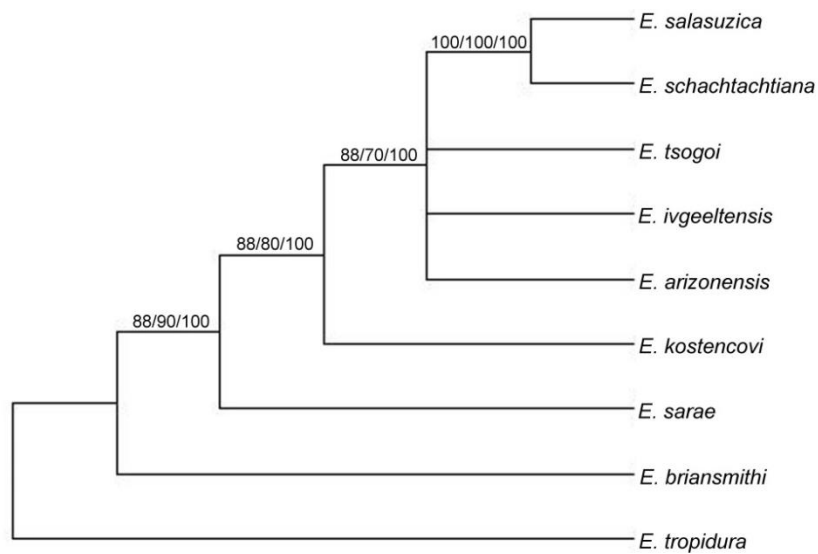 E. salasuzica
100/100/100
E. schachtachtiana
E. tsogoi
88/70/100
E. ivgeeltensis
88/80/100
E. arizonensis
88/90/100
E. kostencovi
E. sarae
E. briansmithi
E. tropidura